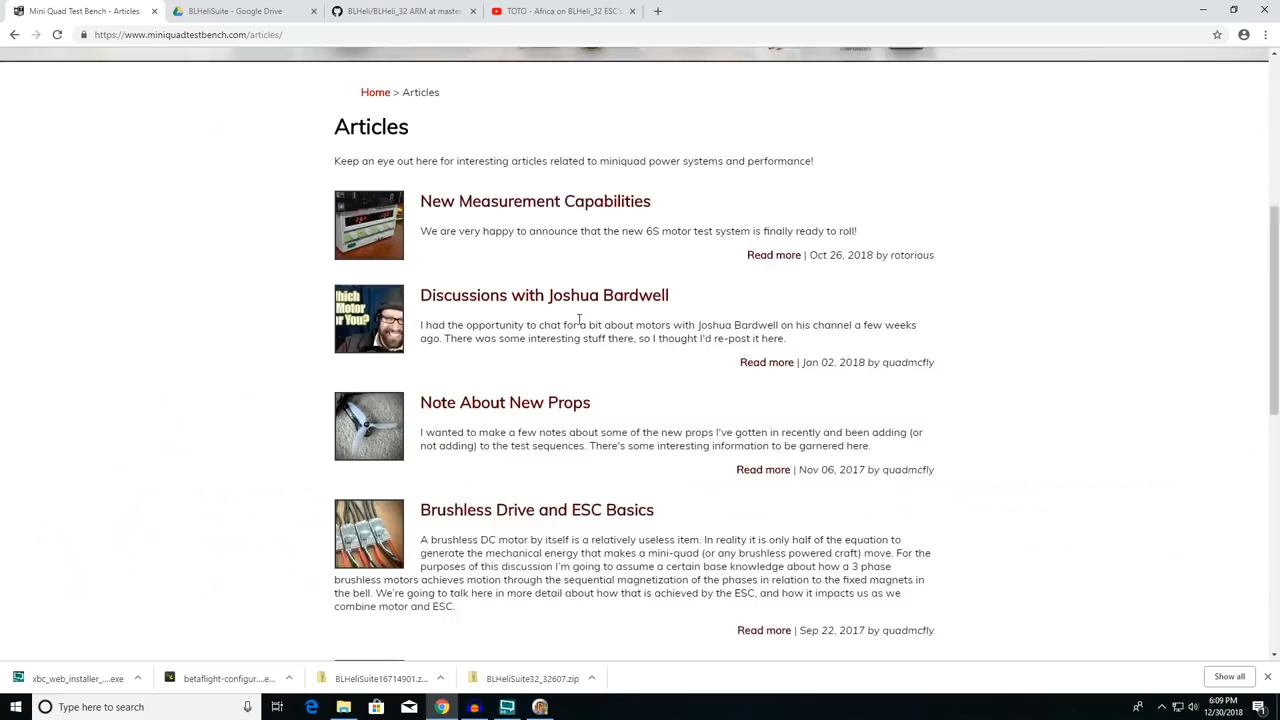 Mini Quad Test Bench - Articles
BLHeliSuite - Google Drive
BLHeli/BLHeli_32 ARM at master
TOTO - Africa on BLHeli_32 ESC's
https://www.miniquadtestbench.com/articles/
Home > Articles
Articles
Keep an eye out here for interesting articles related to miniquad power systems and performance!
New Measurement Capabilities
We are very happy to announce that the new 6S motor test system is finally ready to roll!
Read more | Oct 26, 2018 by rotorious
Which
Motor
or You?
Discussions with Joshua Bardwell
I had the opportunity to chat for a bit about motors with Joshua Bardwell on his channel a few weeks
ago. There was some interesting stuff there, so I thought I'd re-post it here.
Read more | Jan 02, 2018 by quadmcfly
Note About New Props
I wanted to make a few notes about some of the new props I've gotten in recently and been adding (or
not adding) to the test sequences. There's some interesting information to be garnered here.
Read more | Nov 06, 2017 by quadmcfly
Brushless Drive and ESC Basics
A brushless DC motor by itself is a relatively useless item. In reality it is only half of the equation to
generate the mechanical energy that makes a mini-quad (or any brushless powered craft) move. For the
purposes of this discussion I'm going to assume a certain base knowledge about how a 3 phase
brushless motors achieves motion through the sequential magnetization of the phases in relation to the fixed magnets in
the bell. We're going to talk here in more detail about how that is achieved by the ESC, and how it impacts us as we
combine motor and ESC.
Read more | Sep 22, 2017 by quadmcfly
xbc_web_installer_....exe
betaflight-configur....exe
BLHeliSuite16714901.z...
BLHeliSuite32_32607.zip
Show all
Type here to search
6:09 PM
12/30/2018